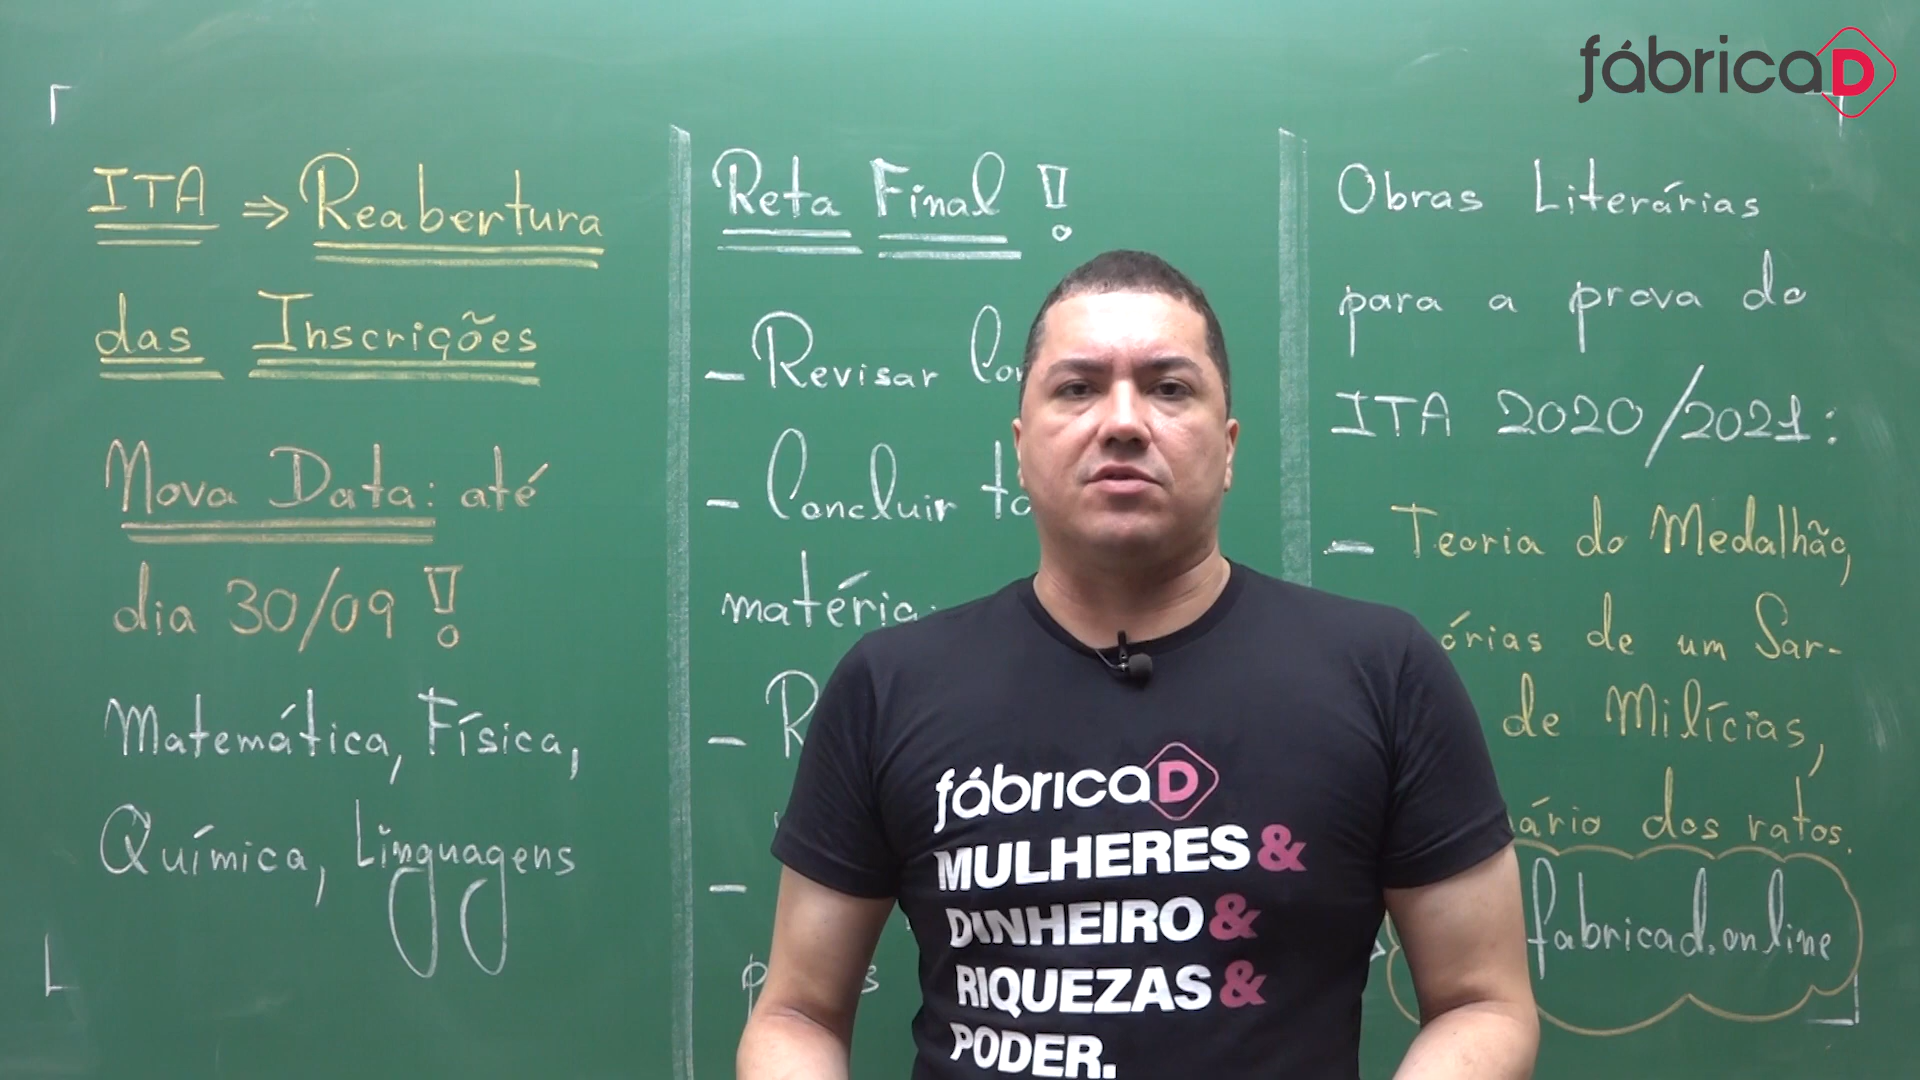 fábricaD
ITA ⇒ Reabertura
das Inscrições
Nova Data: até
dia 30/09 !
Matemática, Física,
Química, Linguagens
Reta Final !
- Revisar
- Concluir
matéria
-
-
Obras Literárias
para a prova do
ITA 2020/2021:
- Teoria do Medalhão,
órias de um Sar-
de Milícias,
ário dos ratos.
fabricad.online
fábricaD
MULHERES &
DINHEIRO &
RIQUEZAS &
PODER.